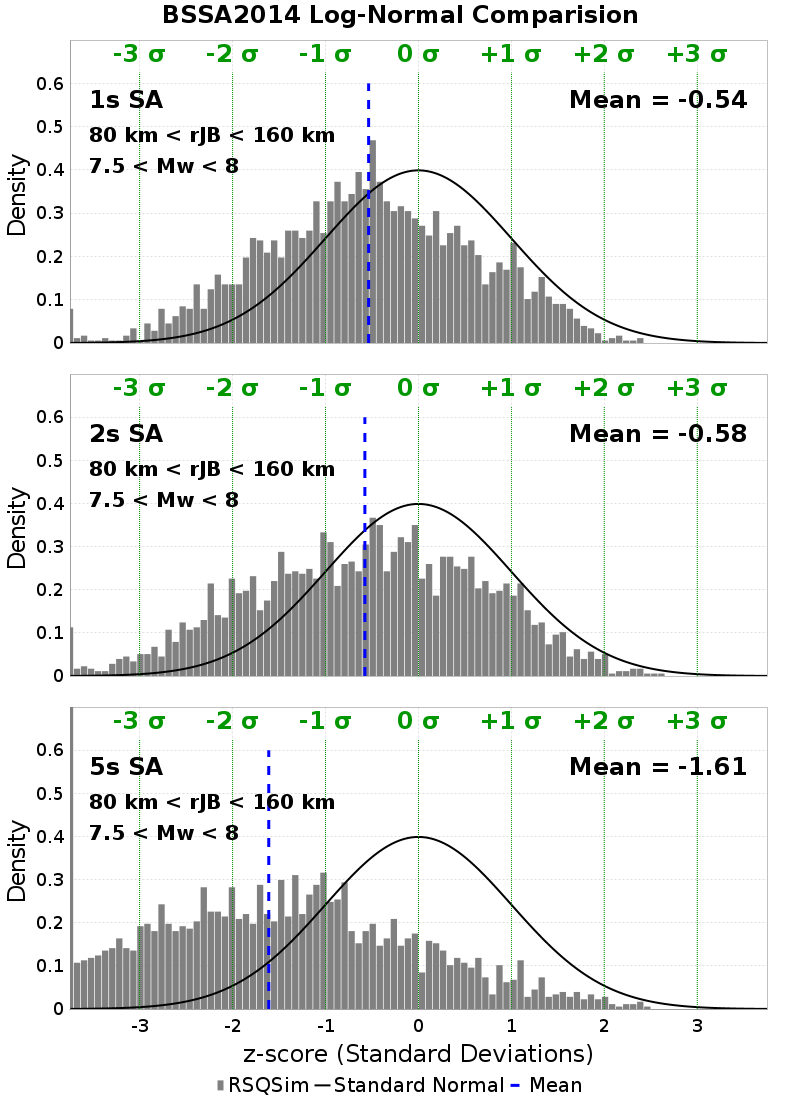 BSSA2014 Log-Normal Comparision
-3 σ -2 σ -1 σ 0 σ +1 σ +2 σ +3 σ
1s SA Mean = -0.54
80 km < rJB < 160 km
7.5 < Mw < 8
Density
0.6
0.5
0.4
0.3
0.2
0.1
0
-3 σ -2 σ -1 σ 0 σ +1 σ +2 σ +3 σ
2s SA Mean = -0.58
80 km < rJB < 160 km
7.5 < Mw < 8
Density
0.6
0.5
0.4
0.3
0.2
0.1
0
-3 σ -2 σ -1 σ 0 σ +1 σ +2 σ +3 σ
5s SA Mean = -1.61
80 km < rJB < 160 km
7.5 < Mw < 8
Density
0.6
0.5
0.4
0.3
0.2
0.1
0
-3 -2 -1 0 1 2 3
z-score (Standard Deviations)
RSQSim Standard Normal Mean